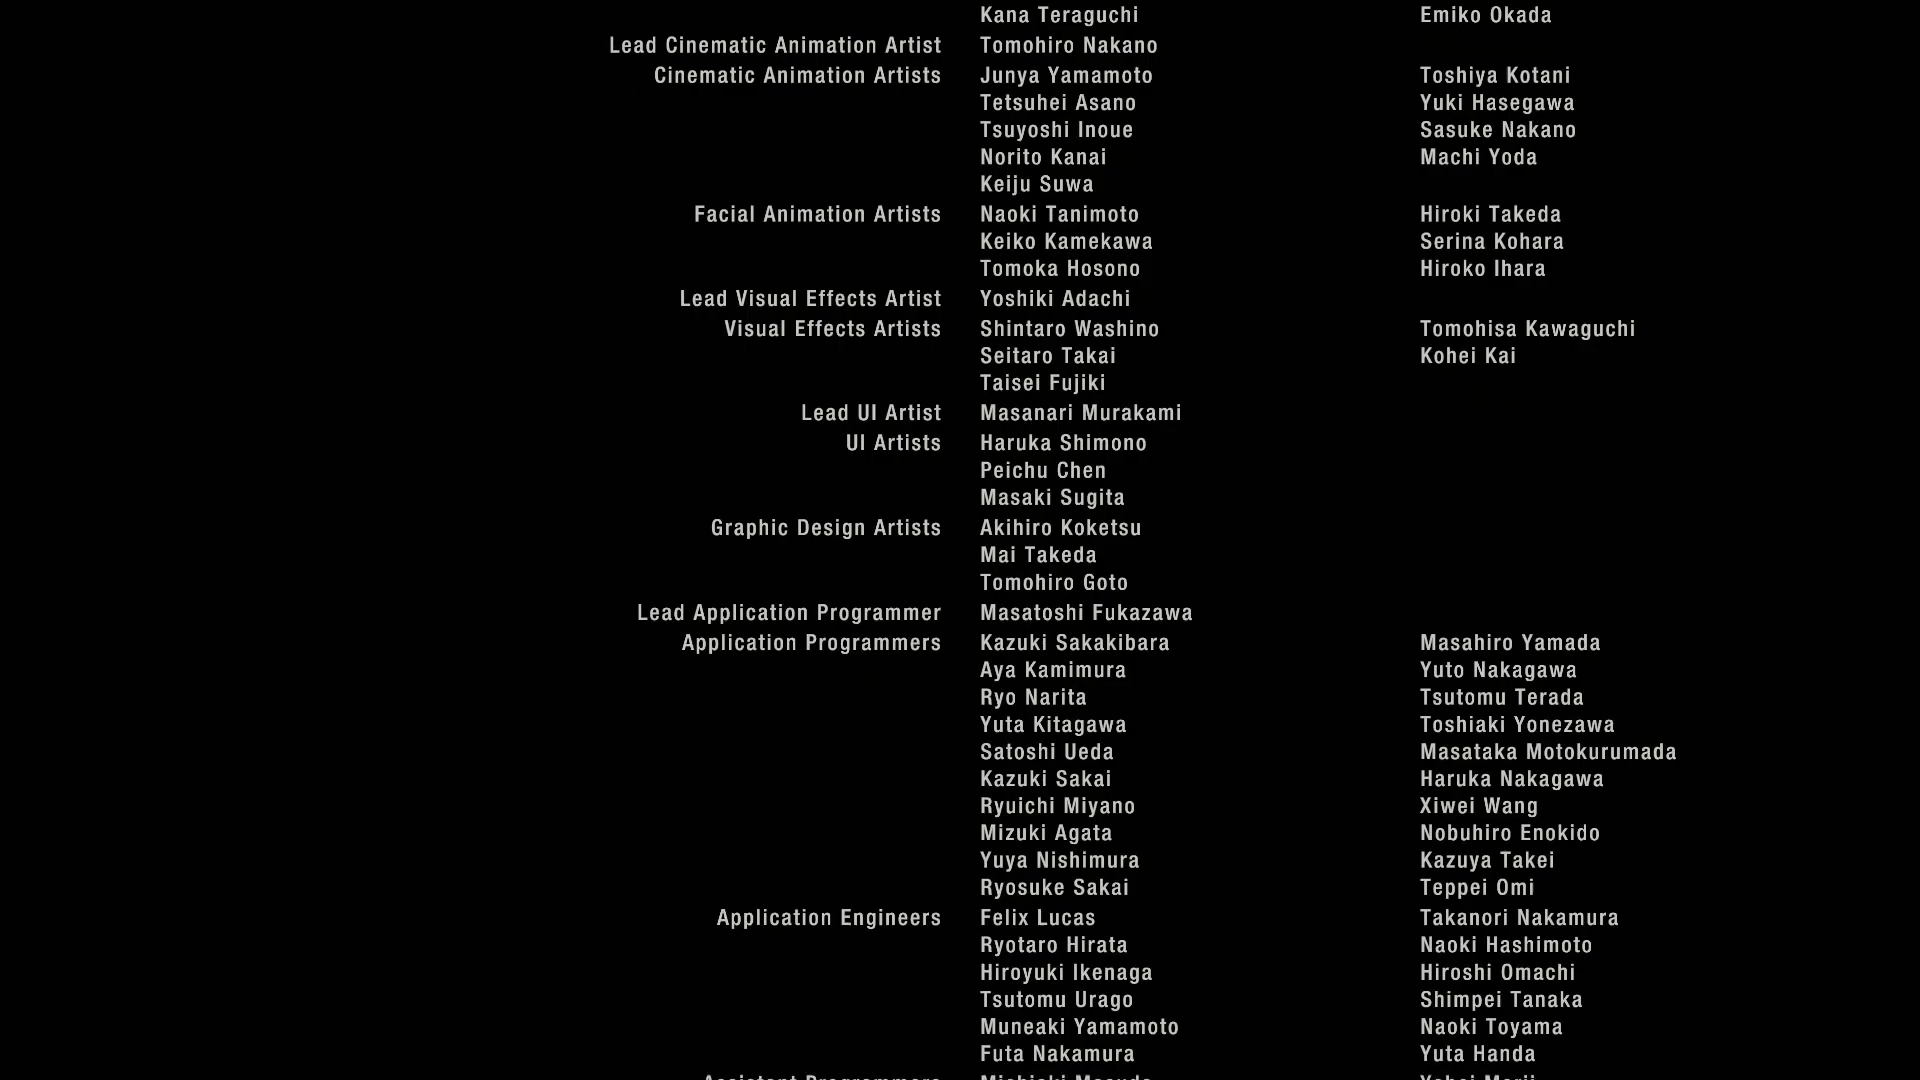 Kana Teraguchi Emiko Okada
Lead Cinematic Animation Artist Tomohiro Nakano
Cinematic Animation Artists Junya Yamamoto Toshiya Kotani
Tetsuhei Asano Yuki Hasegawa
Tsuyoshi Inoue Sasuke Nakano
Norito Kanai Machi Yoda
Keiju Suwa
Facial Animation Artists Naoki Tanimoto Hiroki Takeda
Keiko Kamekawa Serina Kohara
Tomoka Hosono Hiroko Ihara
Lead Visual Effects Artist Yoshiki Adachi
Visual Effects Artists Shintaro Washino Tomohisa Kawaguchi
Seitaro Takai Kohei Kai
Taisei Fujiki
Lead UI Artist Masanari Murakami
UI Artists Haruka Shimono
Peichu Chen
Masaki Sugita
Graphic Design Artists Akihiro Koketsu
Mai Takeda
Tomohiro Goto
Lead Application Programmer Masatoshi Fukazawa
Application Programmers Kazuki Sakakibara Masahiro Yamada
Aya Kamimura Yuto Nakagawa
Ryo Narita Tsutomu Terada
Yuta Kitagawa Toshiaki Yonezawa
Satoshi Ueda Masataka Motokurumada
Kazuki Sakai Haruka Nakagawa
Ryuichi Miyano Xiwei Wang
Mizuki Agata Nobuhiro Enokido
Yuya Nishimura Kazuya Takei
Ryosuke Sakai Teppei Omi
Application Engineers Felix Lucas Takanori Nakamura
Ryotaro Hirata Naoki Hashimoto
Hiroyuki Ikenaga Hiroshi Omachi
Tsutomu Urago Shimpei Tanaka
Muneaki Yamamoto Naoki Toyama
Futa Nakamura Yuta Handa
Assistant Programmers